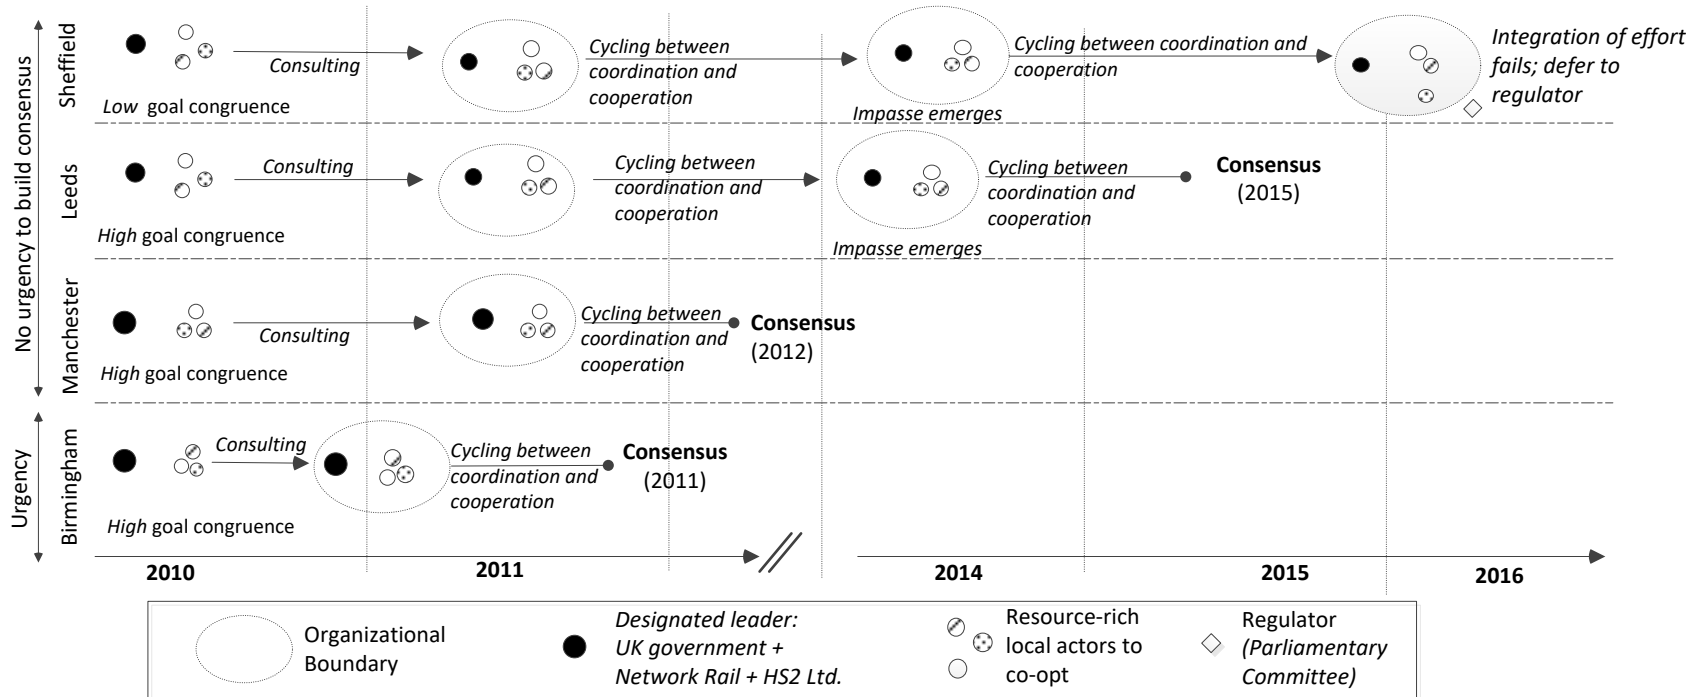 No urgency to build consensus
Sheffield
Consulting
Low goal congruence
Cycling between
coordination and
cooperation
Impasse emerges
Cycling between coordination and
cooperation
Integration of effort
fails; defer to
regulator
Leeds
Consulting
High goal congruence
Cycling between
coordination and
cooperation
Impasse emerges
Cycling between
coordination and
cooperation
Consensus
(2015)
Manchester
Consulting
High goal congruence
Cycling between
coordination and
cooperation
Consensus
(2012)
Urgency
Birmingham
Consulting
High goal congruence
Cycling between
coordination and
cooperation
Consensus
(2011)
2010
2011
2014
2015
2016
Organizational
Boundary
Designated leader:
UK government +
Network Rail + HS2 Ltd.
Resource-rich
local actors to
co-opt
Regulator
(Parliamentary
Committee)